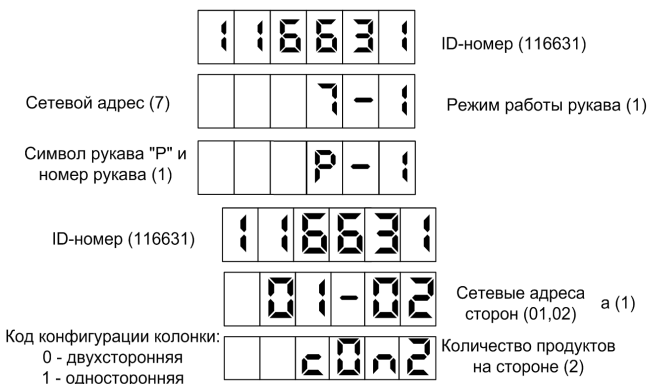 116631 ID-номер (116631)
Сетевой адрес (7) 7-1 Режим работы рукава (1)
Символ рукава "Р" и
номер рукава (1)
P-1
ID-номер (116631) 116631
01-02
Сетевые адреса
сторон (01,02)
а (1)
Код конфигурации колонки:
0 - двухсторонняя
1 - односторонняя
c0n2
Количество продуктов
на стороне (2)